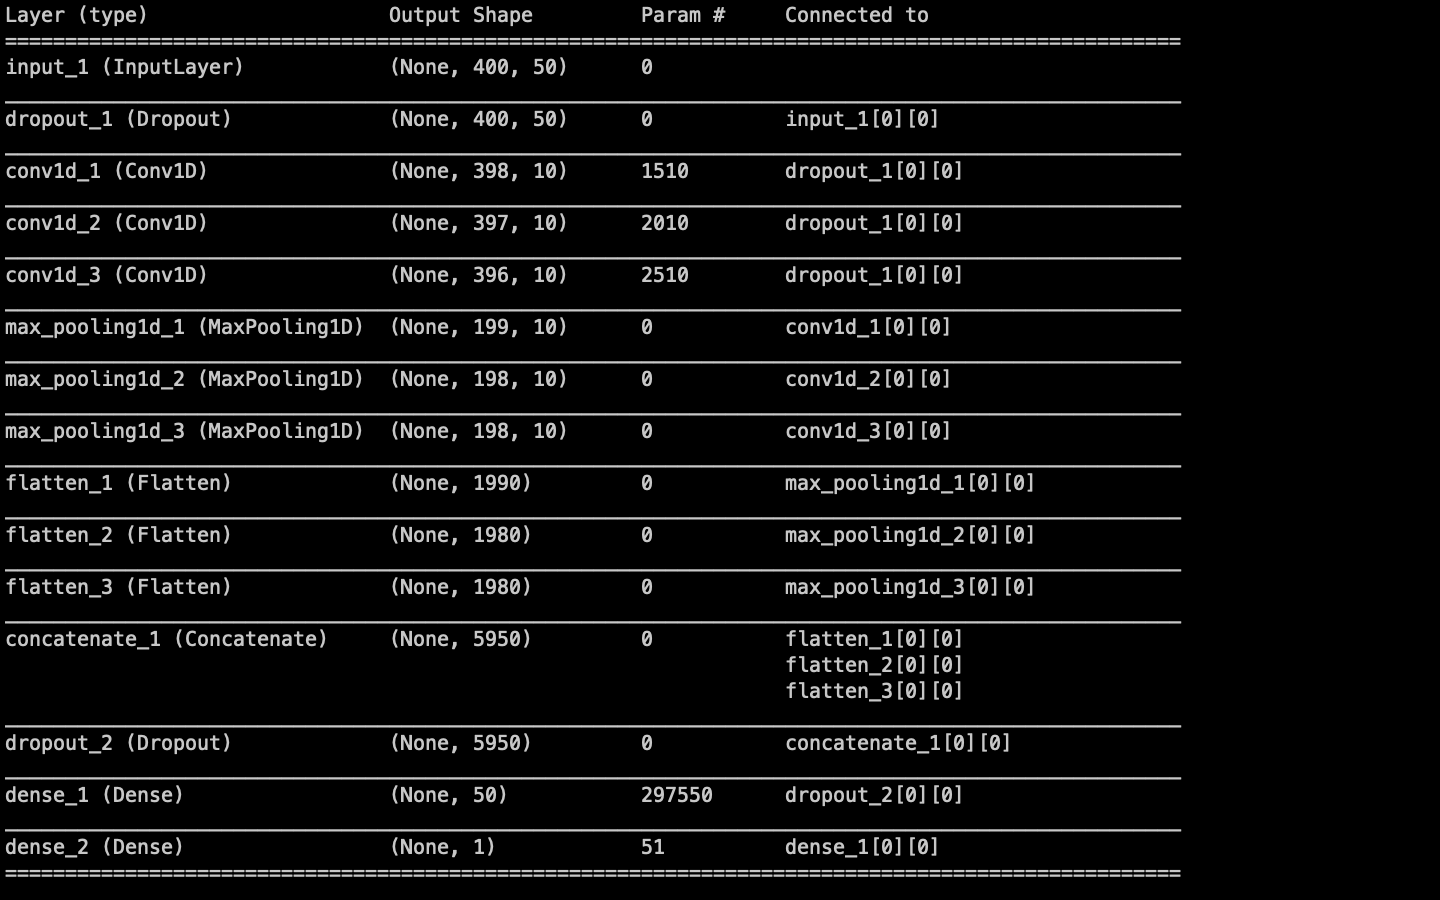 Layer (type) Output Shape Param # Connected to
==================================================================================================
input_1 (InputLayer) (None, 400, 50) 0
dropout_1 (Dropout) (None, 400, 50) 0 input_1[0][0]
conv1d_1 (Conv1D) (None, 398, 10) 1510 dropout_1[0][0]
conv1d_2 (Conv1D) (None, 397, 10) 2010 dropout_1[0][0]
conv1d_3 (Conv1D) (None, 396, 10) 2510 dropout_1[0][0]
max_pooling1d_1 (MaxPooling1D) (None, 199, 10) 0 conv1d_1[0][0]
max_pooling1d_2 (MaxPooling1D) (None, 198, 10) 0 conv1d_2[0][0]
max_pooling1d_3 (MaxPooling1D) (None, 198, 10) 0 conv1d_3[0][0]
flatten_1 (Flatten) (None, 1990) 0 max_pooling1d_1[0][0]
flatten_2 (Flatten) (None, 1980) 0 max_pooling1d_2[0][0]
flatten_3 (Flatten) (None, 1980) 0 max_pooling1d_3[0][0]
concatenate_1 (Concatenate) (None, 5950) 0 flatten_1[0][0]
flatten_2[0][0]
flatten_3[0][0]
dropout_2 (Dropout) (None, 5950) 0 concatenate_1[0][0]
dense_1 (Dense) (None, 50) 297550 dropout_2[0][0]
dense_2 (Dense) (None, 1) 51 dense_1[0][0]
==================================================================================================